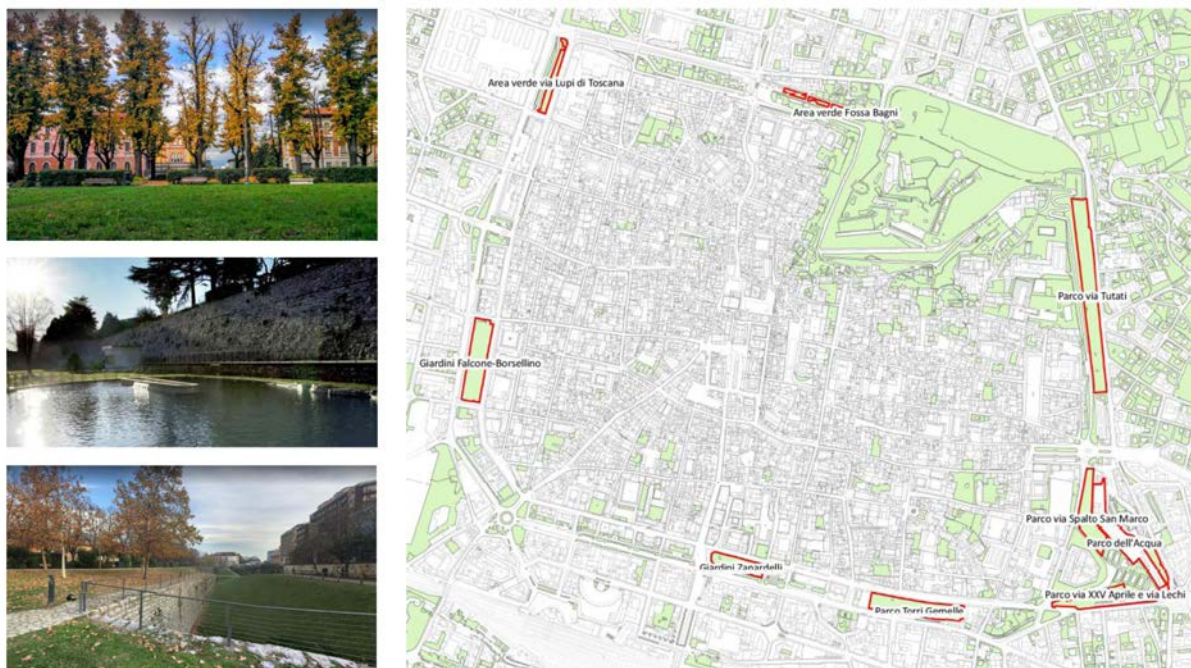 Area verde via Lupi di Toscana
Area verde Fossa Bagni
Parco via Tutati
Giardini Falcone-Borsellino
Parco via Spalto San Marco
Parco dell'Acqua
Giardini Zanardelli
Parco via XXV Aprile e via Lechi
Parco Torri Gemelle